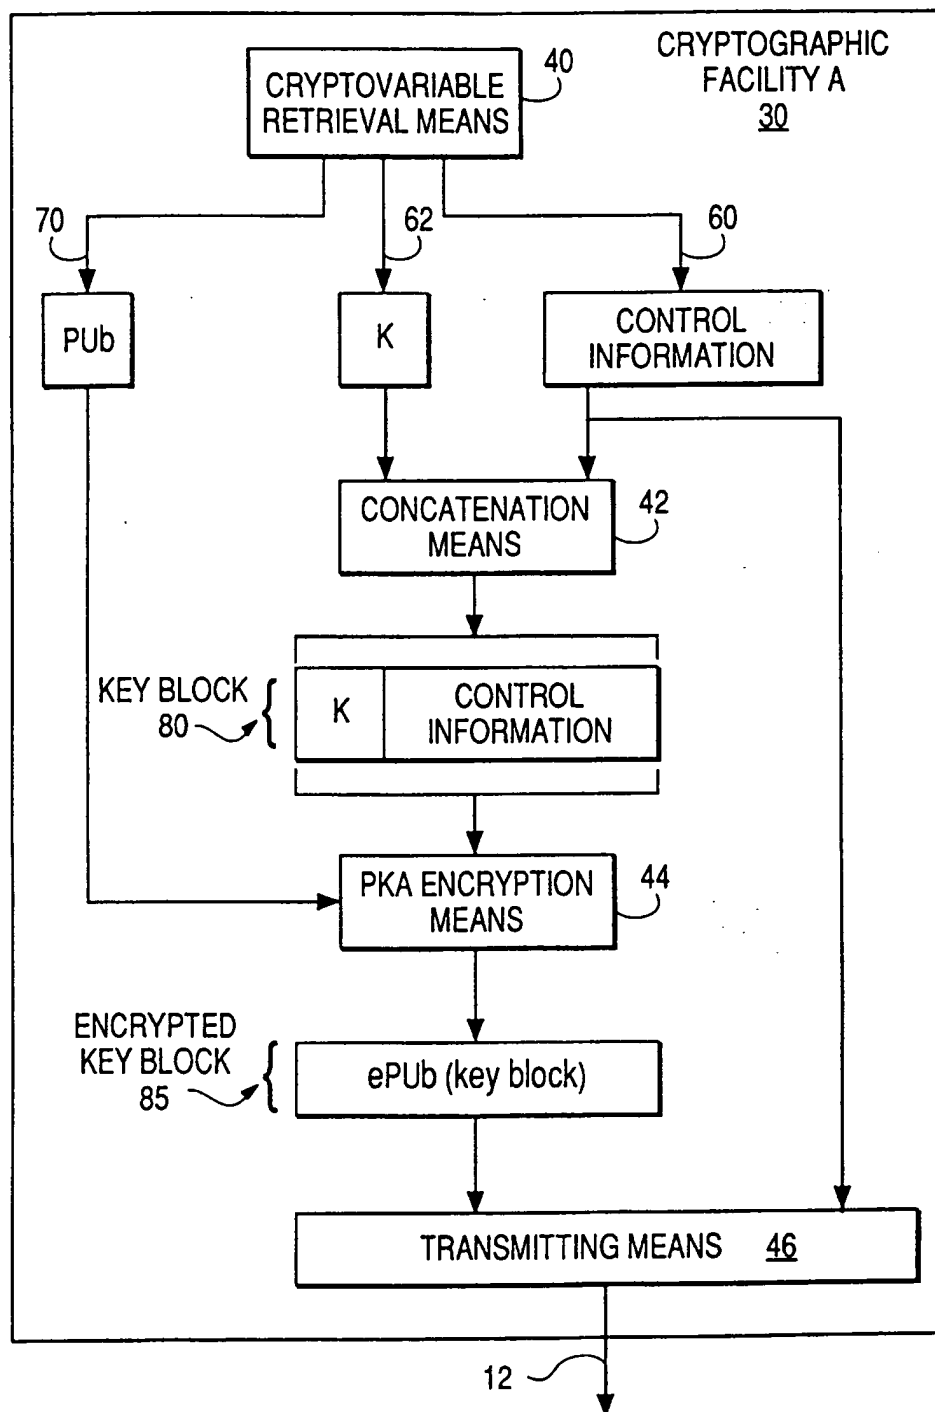 CRYPTOGRAPHIC
FACILITY A
30
CRYPTOVARIABLE
RETRIEVAL MEANS
40
70
62
60
PUb
K
CONTROL
INFORMATION
CONCATENATION
MEANS
42
KEY BLOCK
80
{
K
CONTROL
INFORMATION
PKA ENCRYPTION
MEANS
44
ENCRYPTED
KEY BLOCK
85
{
ePUb (key block)
TRANSMITTING MEANS 46
12